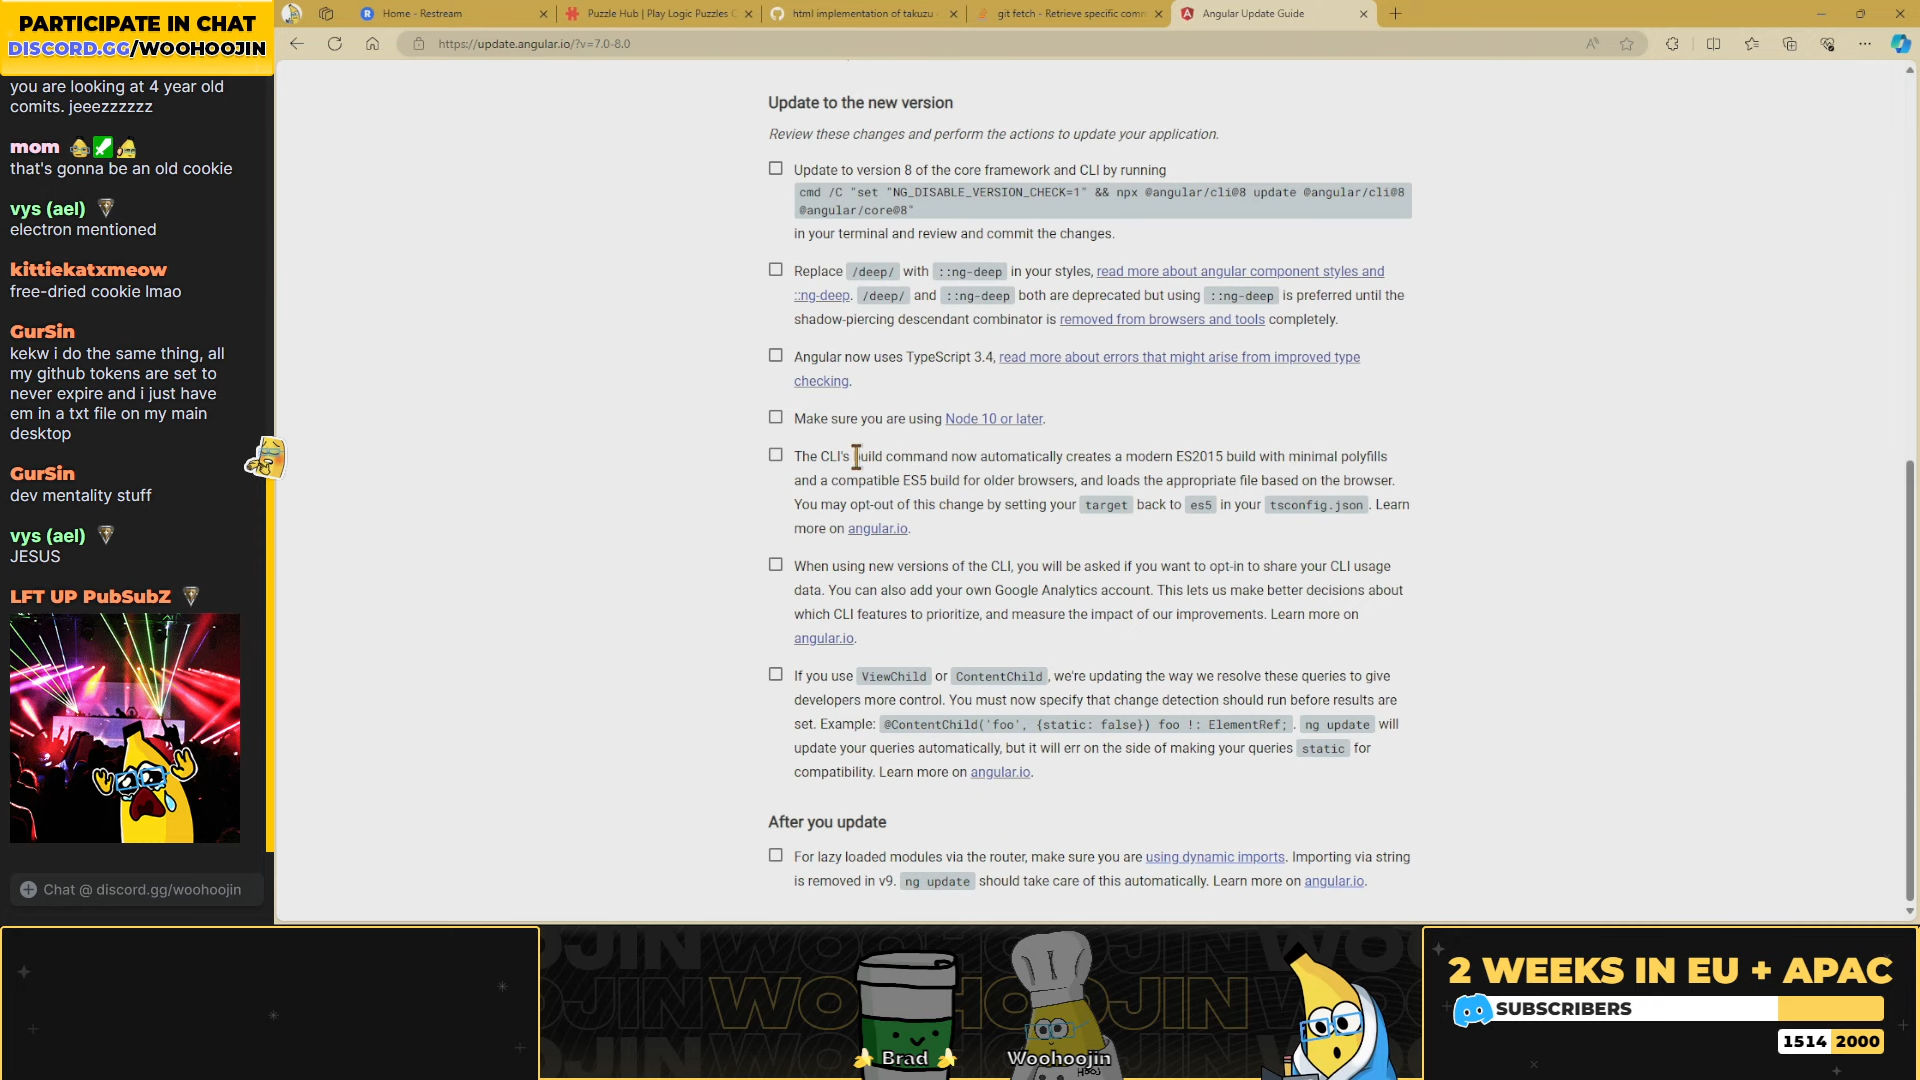 PARTICIPATE IN CHAT
DISCORD.GG/WOOHOOJIN
you are looking at 4 year old
comits. jeeezzzzzz
mom
that's gonna be an old cookie
vys (ael)
electron mentioned
kittiekatxmeow
free-dried cookie lmao
GurSin
kekw i do the same thing, all
my github tokens are set to
never expire and i just have
em in a txt file on my main
desktop
GurSin
dev mentality stuff
vys (ael)
JESUS
LFT UP PubSubZ
Chat @ discord.gg/woohoojin
Home - Restream
Puzzle Hub | Play Logic Puzzles
html implementation of takuzu
git fetch - Retrieve specific comm
Angular Update Guide
https://update.angular.io/?v=7.0-8.0
Update to the new version
Review these changes and perform the actions to update your application.
Update to version 8 of the core framework and CLI by running
cmd /C "set "NG_DISABLE_VERSION_CHECK=1" && npx @angular/cli@8 update @angular/cli@8
@angular/core@8"
in your terminal and review and commit the changes.
Replace /deep/ with ::ng-deep in your styles, read more about angular component styles and
::ng-deep. /deep/ and ::ng-deep both are deprecated but using ::ng-deep is preferred until the
shadow-piercing descendant combinator is removed from browsers and tools completely.
Angular now uses TypeScript 3.4, read more about errors that might arise from improved type
checking.
Make sure you are using Node 10 or later.
The CLI's build command now automatically creates a modern ES2015 build with minimal polyfills
and a compatible ES5 build for older browsers, and loads the appropriate file based on the browser.
You may opt-out of this change by setting your target back to es5 in your tsconfig.json. Learn
more on angular.io.
When using new versions of the CLI, you will be asked if you want to opt-in to share your CLI usage
data. You can also add your own Google Analytics account. This lets us make better decisions about
which CLI features to prioritize, and measure the impact of our improvements. Learn more on
angular.io.
If you use ViewChild or ContentChild, we're updating the way we resolve these queries to give
developers more control. You must now specify that change detection should run before results are
set. Example: @ContentChild('foo', {static: false}) foo !: ElementRef;. ng update will
update your queries automatically, but it will err on the side of making your queries static for
compatibility. Learn more on angular.io.
After you update
For lazy loaded modules via the router, make sure you are using dynamic imports. Importing via string
is removed in v9. ng update should take care of this automatically. Learn more on angular.io.
Brad
Woohoojin
2 WEEKS IN EU + APAC
SUBSCRIBERS
1514 2000